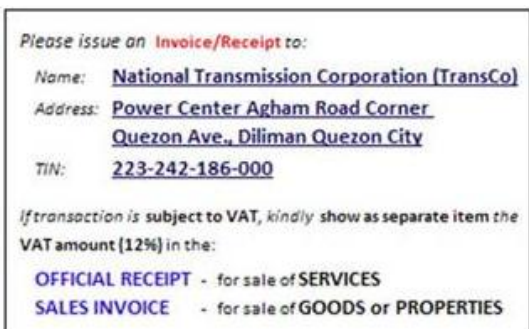 Please issue an Invoice/Receipt to:
Name: National Transmission Corporation (TransCo)
Address: Power Center Agham Road Corner
Quezon Ave., Diliman Quezon City
TIN: 223-242-186-000
If transaction is subject to VAT, kindly show as separate item the
VAT amount (12%) in the:
OFFICIAL RECEIPT - for sale of SERVICES
SALES INVOICE - for sale of GOODS or PROPERTIES